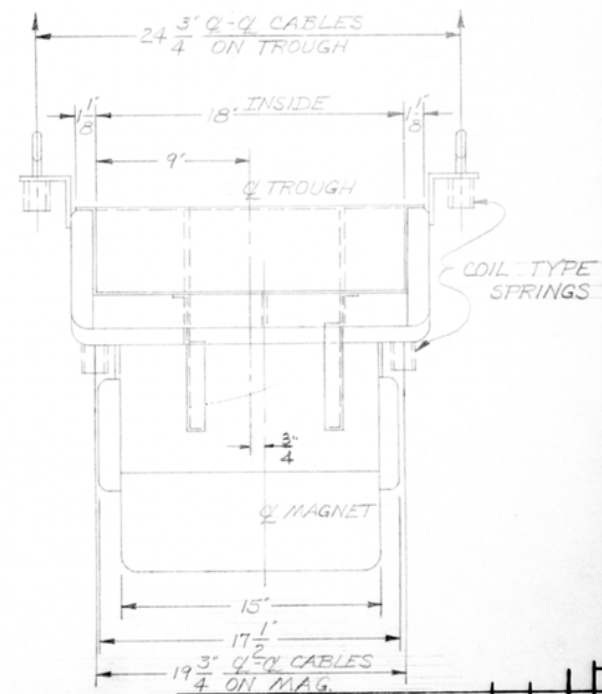 24 3/4" ℄-℄ CABLES
ON TROUGH
1 1/8"
18" INSIDE
1 1/8"
9"
℄ TROUGH
COIL TYPE
SPRINGS
3/4"
℄ MAGNET
15"
17 1/2"
19 3/4" ℄-℄ CABLES
ON MAG.